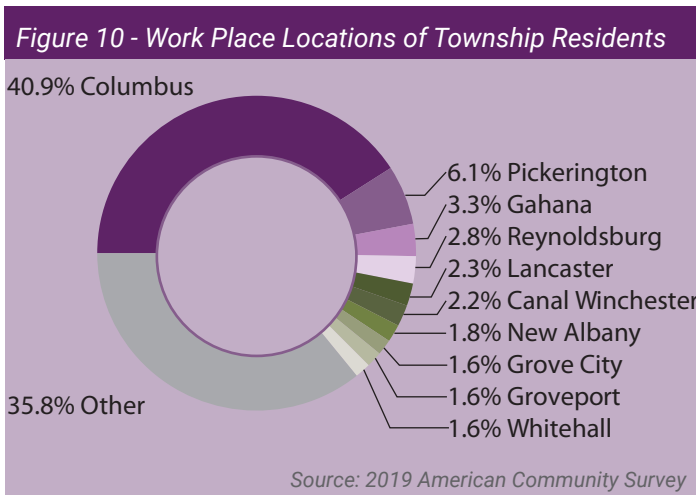 Figure 10 - Work Place Locations of Township Residents
40.9% Columbus
6.1% Pickerington
3.3% Gahana
2.8% Reynoldsburg
2.3% Lancaster
2.2% Canal Winchester
1.8% New Albany
1.6% Grove City
1.6% Groveport
1.6% Whitehall
35.8% Other
Source: 2019 American Community Survey